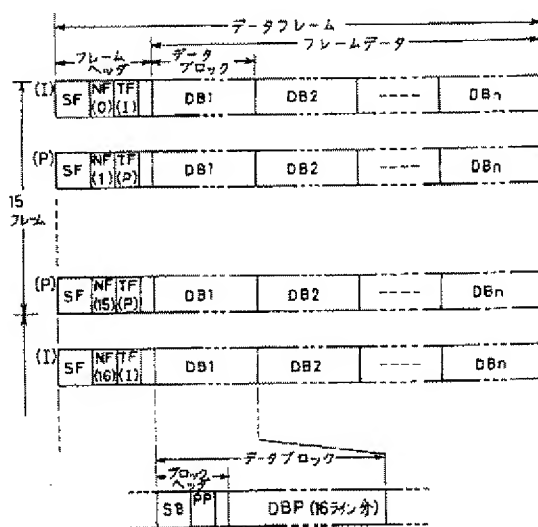 データフレーム
フレームデータ
フレームヘッダ
データブロック
(I) SF NF(0) TF(I) DB1 DB2 ---- DBn
(P) SF NF(1) TF(P) DB1 DB2 ---- DBn
15フレーム
(P) SF NF(15) TF(P) DB1 DB2 ---- DBn
(I) SF NF(16) TF(I) DB1 DB2 ---- DBn
データブロック
ブロックヘッダ
SB PP DBP (16ライン分)